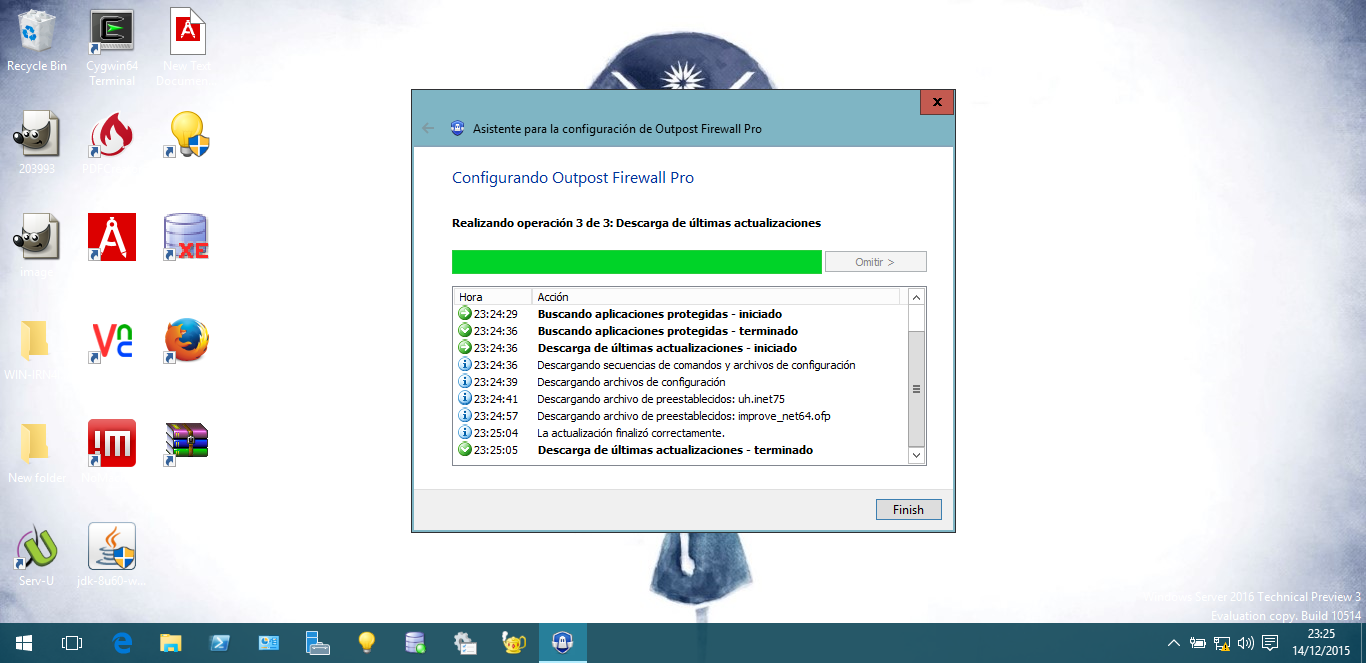 Recycle Bin
Cygwin64
Terminal
New Text
Documen...
203993
image
WIN-iRN
New folder
Serv-U
jdk-8u60-w...
XE
Asistente para la configuración de Outpost Firewall Pro
Configurando Outpost Firewall Pro
Realizando operación 3 de 3: Descarga de últimas actualizaciones
Omitir >
Hora Acción
23:24:29 Buscando aplicaciones protegidas - iniciado
23:24:36 Buscando aplicaciones protegidas - terminado
23:24:36 Descarga de últimas actualizaciones - iniciado
23:24:36 Descargando secuencias de comandos y archivos de configuración
23:24:39 Descargando archivos de configuración
23:24:41 Descargando archivo de preestablecidos: uh.inet75
23:24:57 Descargando archivo de preestablecidos: improve_net64.ofp
23:25:04 La actualización finalizó correctamente.
23:25:05 Descarga de últimas actualizaciones - terminado
Finish
Windows Server 2016 Technical Preview 3
Evaluation copy. Build 10514
23:25
14/12/2015